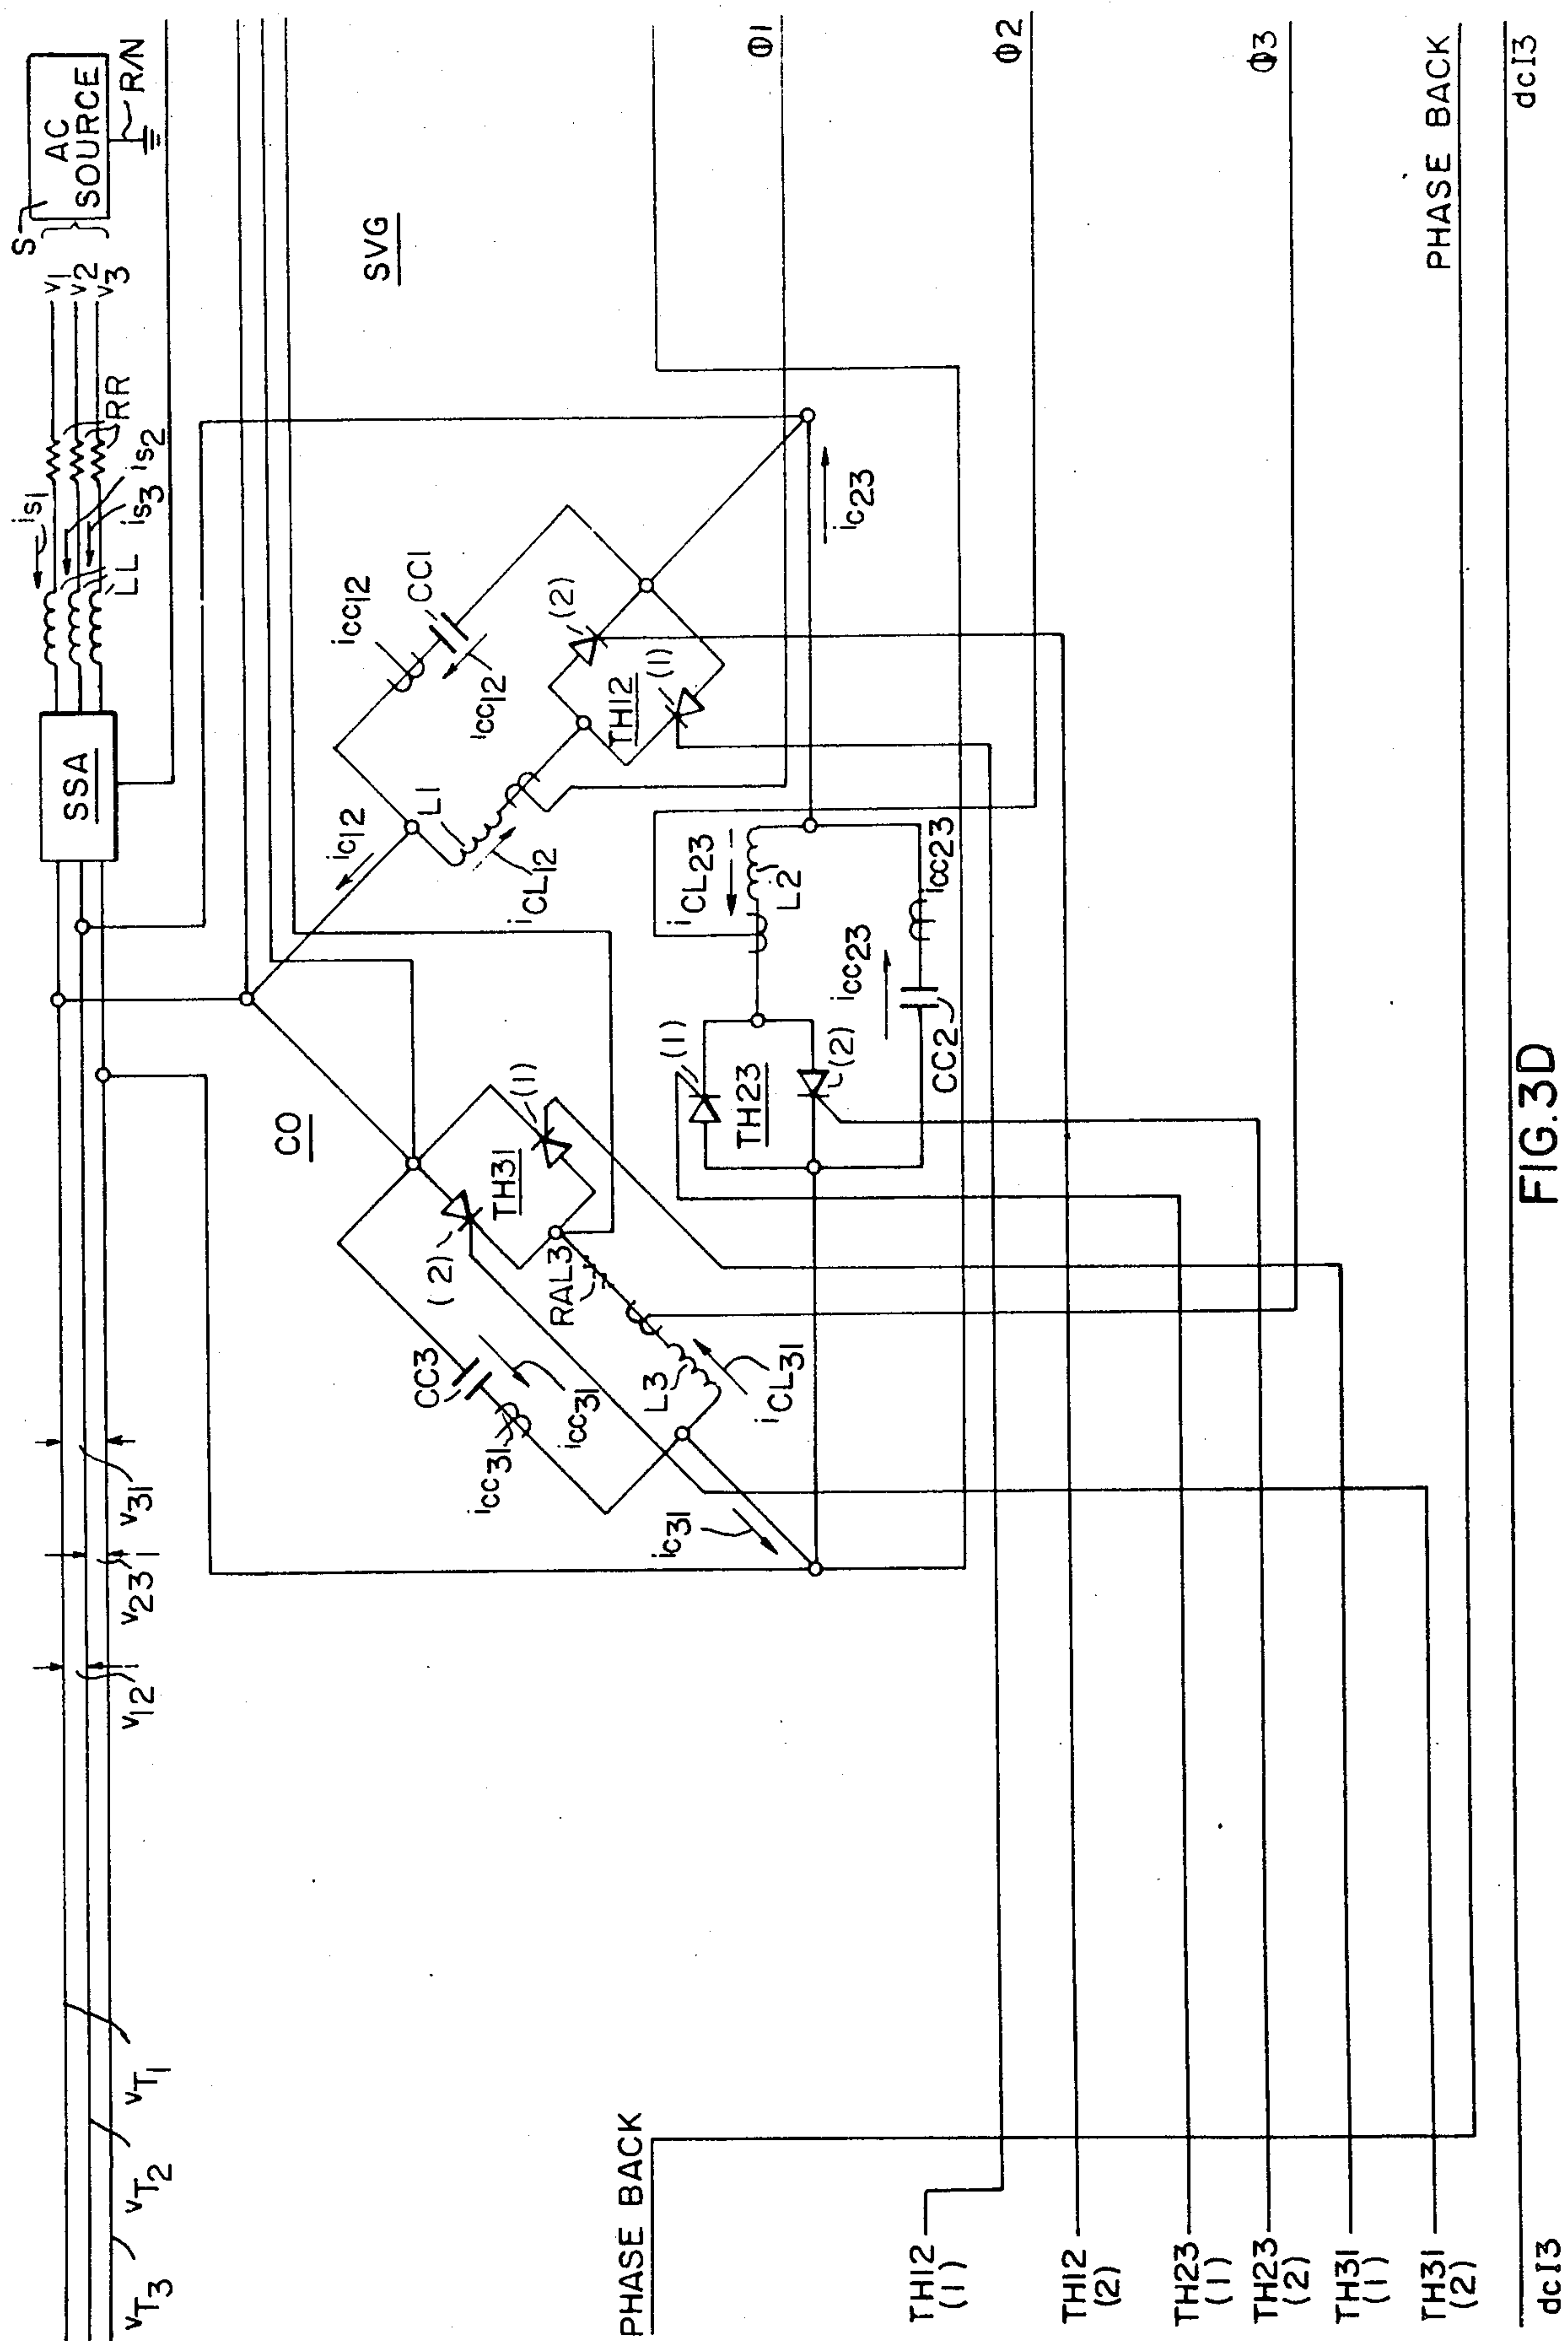 S
AC
SOURCE
R/N
v1
v2
v3
RR
is1
is2
is3
LL
SSA
v31
v23
v12
vT1
vT2
vT3
SVG
CO
ic12
icc12
CC1
icc12
L1
iCL12
TH12
(1)
(2)
ic23
iCL23
L2
icc23
icc23
CC2
TH23
(1)
(2)
TH31
(1)
(2)
RAL3
CC3
icc31
icc31
L3
iCL31
ic31
Φ1
Φ2
Φ3
PHASE BACK
dcI3
PHASE BACK
TH12
(1)
TH12
(2)
TH23
(1)
TH23
(2)
TH31
(1)
TH31
(2)
dcI3
FIG.3D